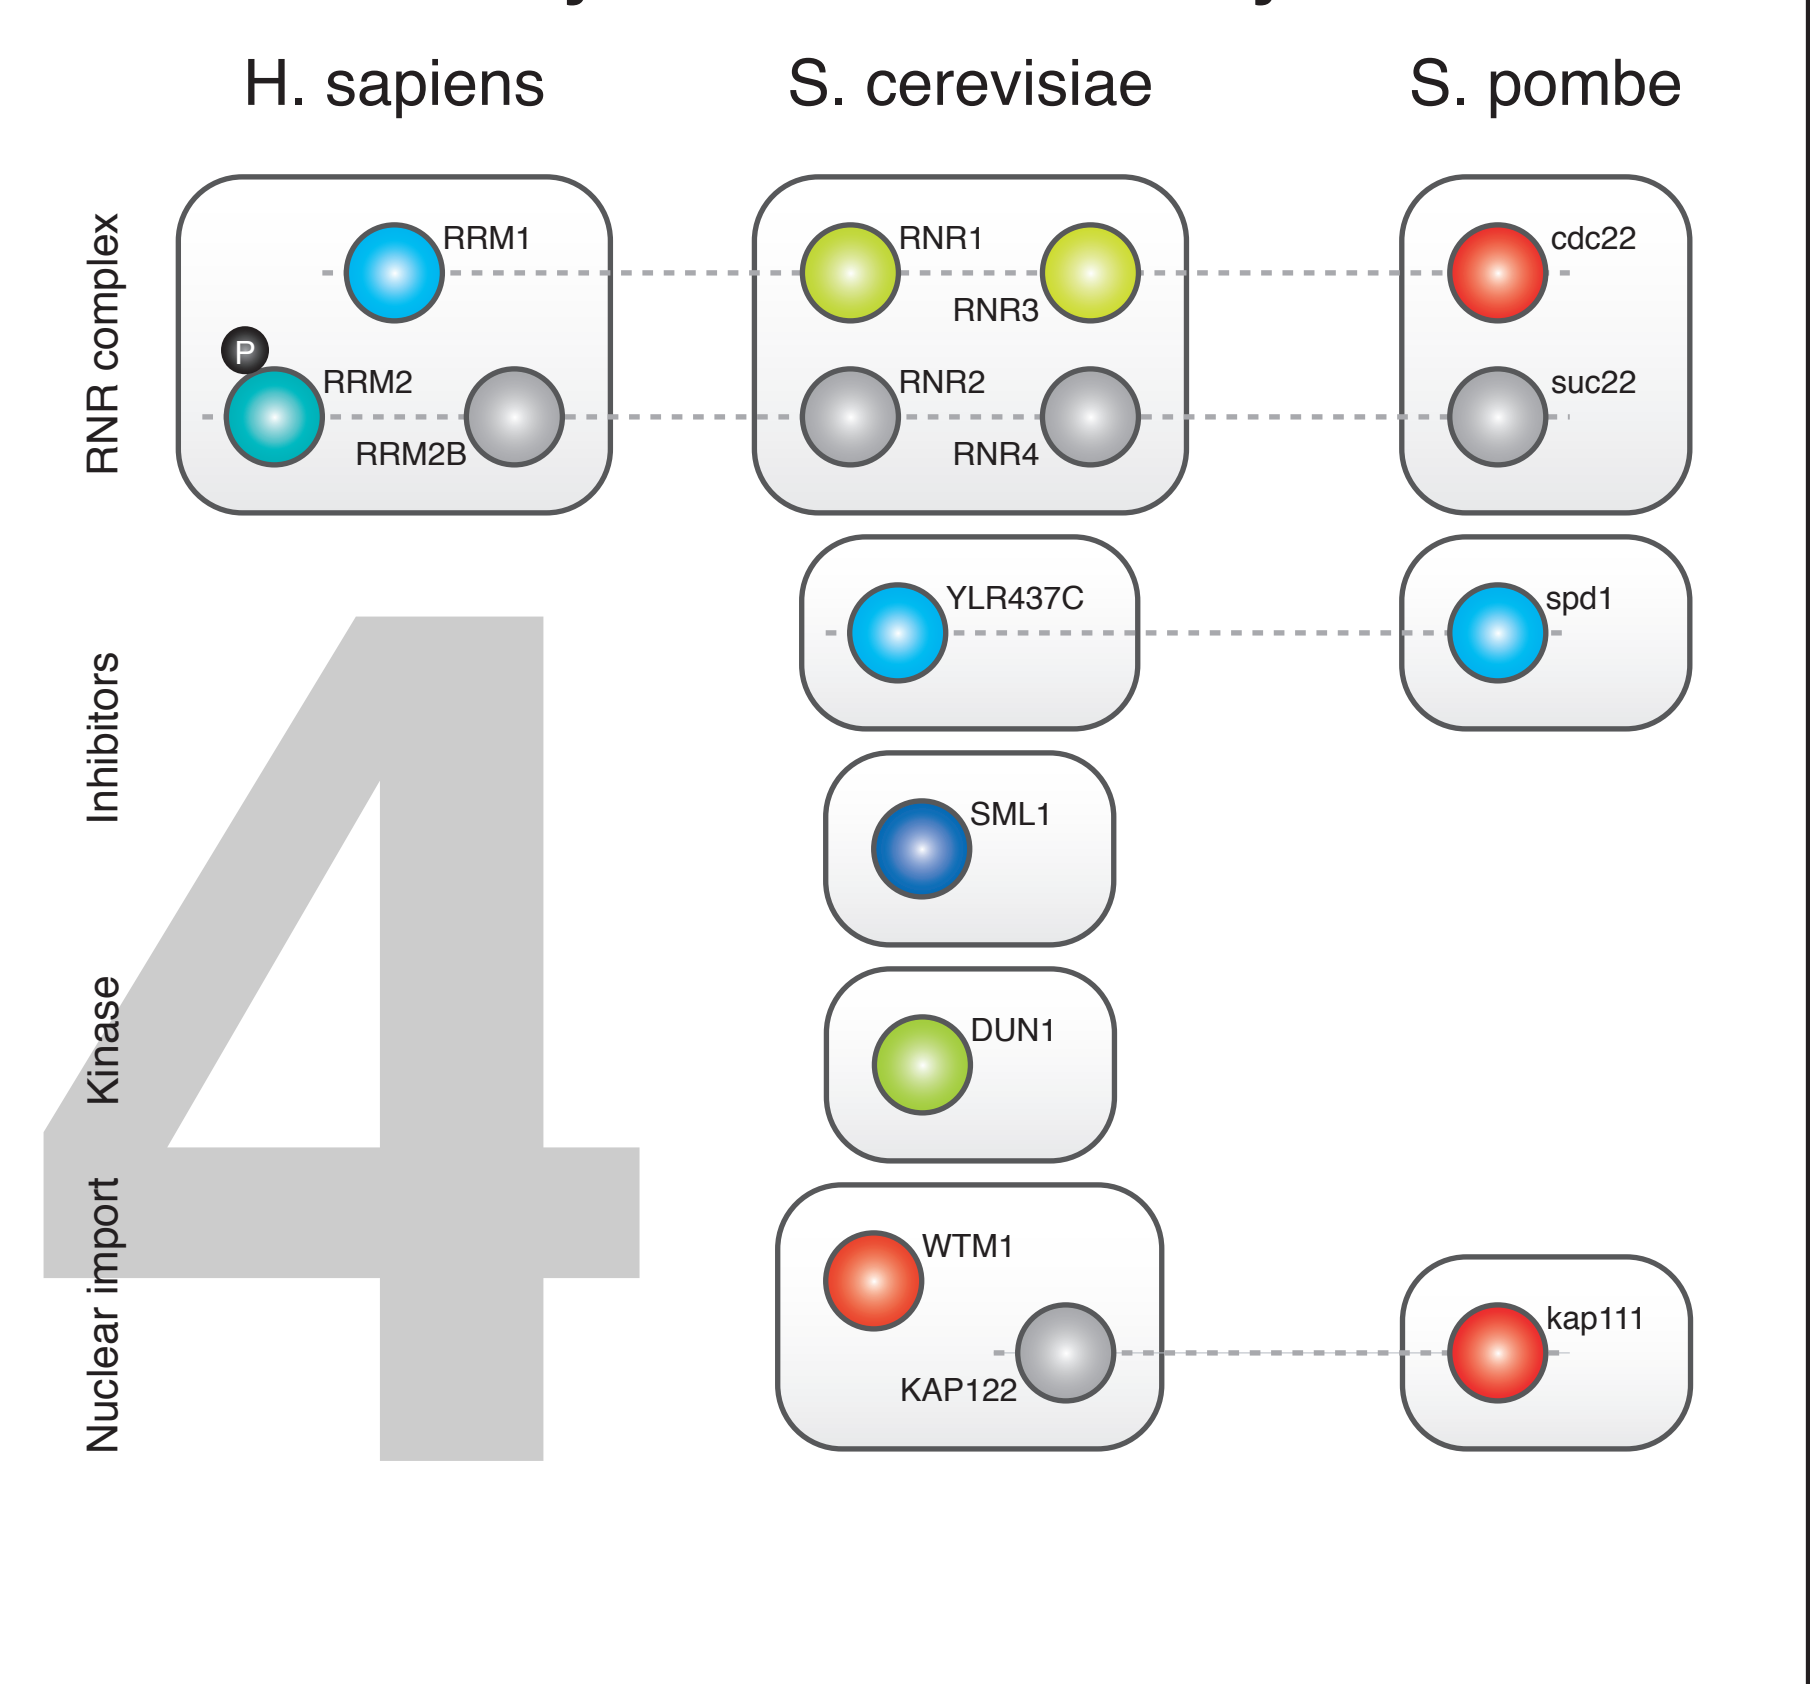 H. sapiens S. cerevisiae S. pombe
RNR complex
RRM1 RNR1 RNR3 cdc22
P
RRM2 RRM2B RNR2 RNR4 suc22
Inhibitors
YLR437C spd1
SML1
Kinase
DUN1
Nuclear import
WTM1
KAP122 kap111
4